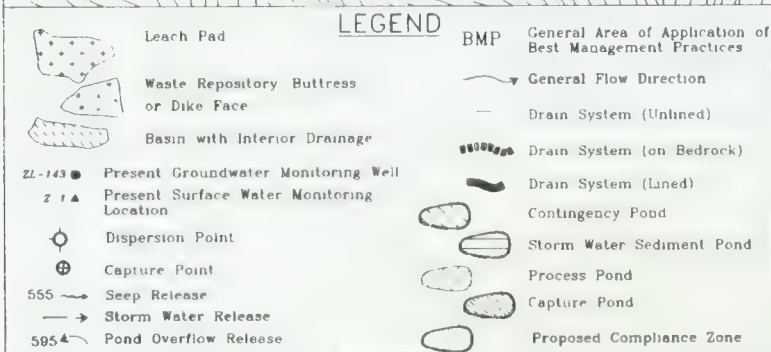 LEGEND
Leach Pad
Waste Repository Buttress
or Dike Face
Basin with Interior Drainage
ZL-143 Present Groundwater Monitoring Well
Z 1 Present Surface Water Monitoring
Location
Dispersion Point
Capture Point
555 Seep Release
Storm Water Release
595 Pond Overflow Release
BMP General Area of Application of
Best Management Practices
General Flow Direction
Drain System (Unlined)
Drain System (on Bedrock)
Drain System (Lined)
Contingency Pond
Storm Water Sediment Pond
Process Pond
Capture Pond
Proposed Compliance Zone